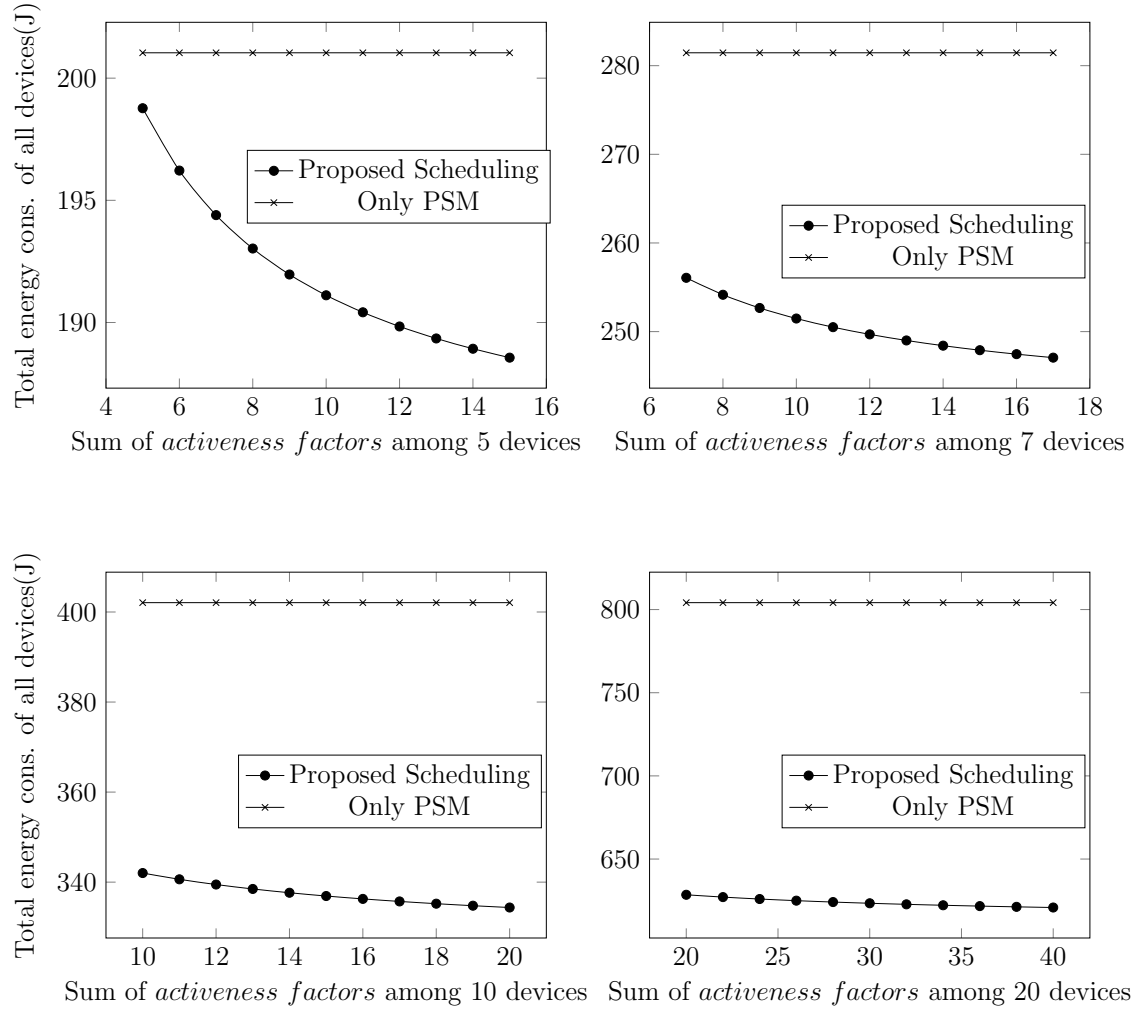 Total energy cons. of all devices(J)
200
195
190
Proposed Scheduling
Only PSM
4 6 8 10 12 14 16
Sum of activeness factors among 5 devices
280
270
260
250
Proposed Scheduling
Only PSM
6 8 10 12 14 16 18
Sum of activeness factors among 7 devices
Total energy cons. of all devices(J)
400
380
360
340
Proposed Scheduling
Only PSM
10 12 14 16 18 20
Sum of activeness factors among 10 devices
800
750
700
650
Proposed Scheduling
Only PSM
20 25 30 35 40
Sum of activeness factors among 20 devices